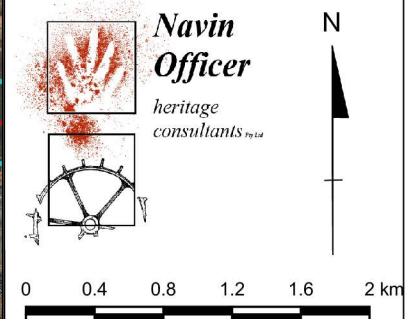 Navin
Officer
heritage
consultants Pty Ltd
N
0 0.4 0.8 1.2 1.6 2 km